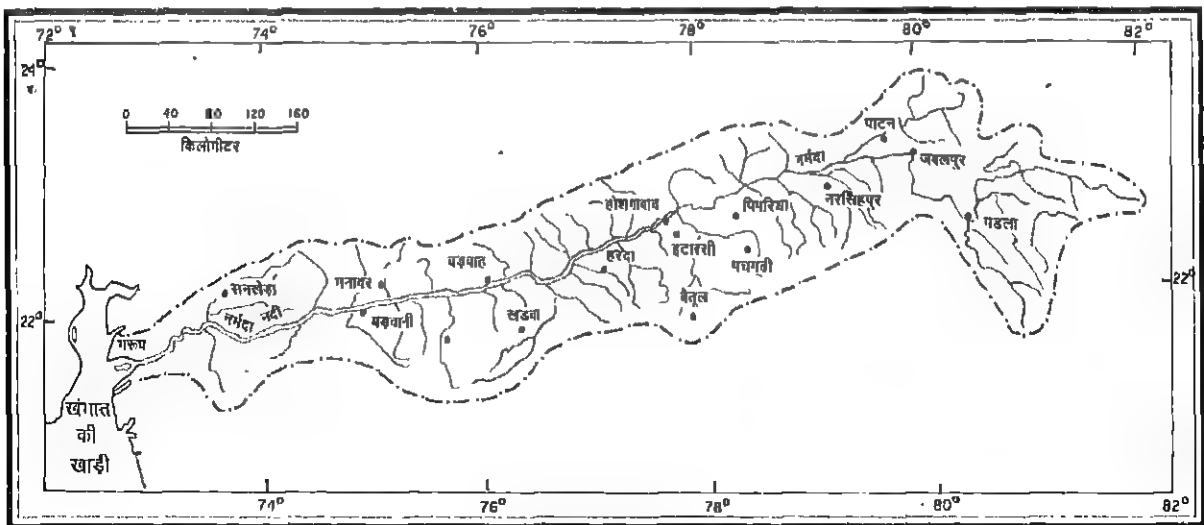 72° पू
74°
76°
78°
80°
82°
24°
उ.
0 40 80 120 160
किलोमीटर
पाटन
नर्मदा
जबलपुर
होशंगाबाद
पिपरिया
नरसिंहपुर
मंडला
इटारसी
बड़वाह
हरदा
पंचमढ़ी
मनावर
22°
बैतूल
नर्मदा नदी
22°
बड़वानी
खंडवा
भरूच
खंभात
की
खाड़ी
74°
76°
78°
80°
82°